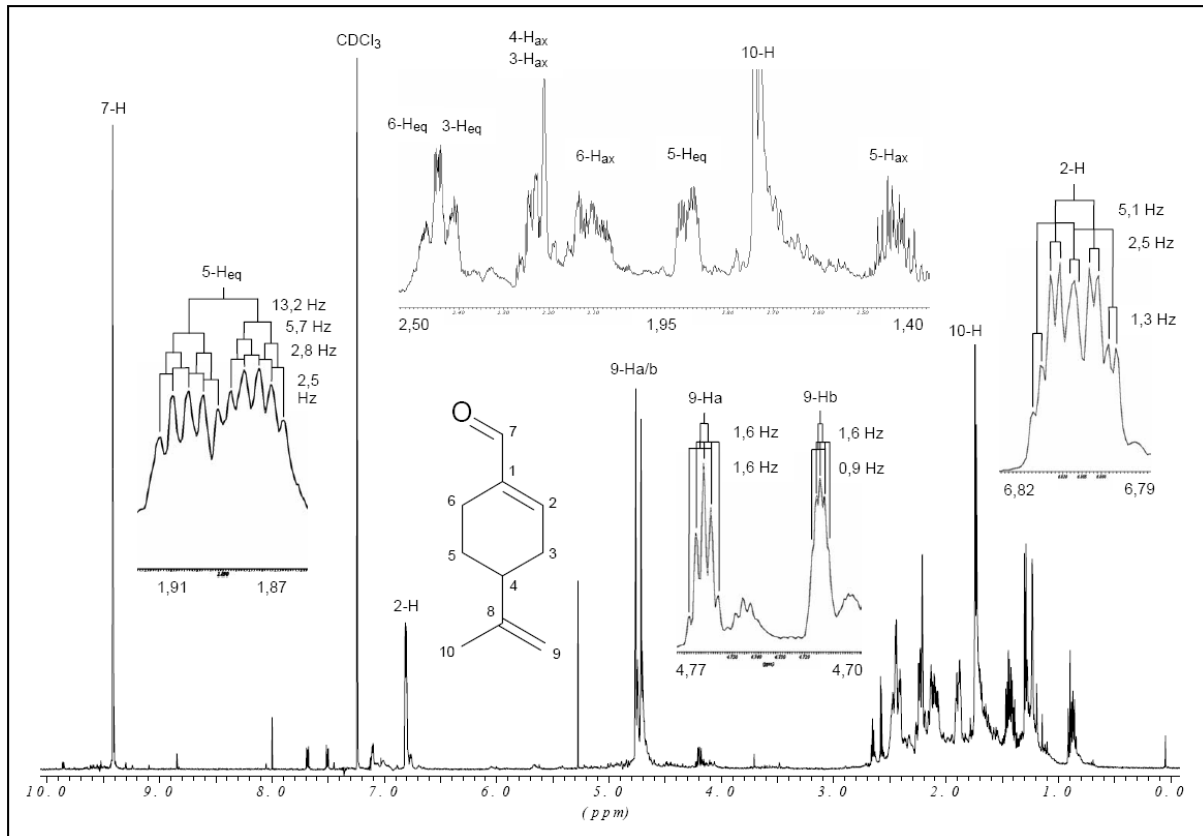 CDCl3
7-H
6-Heq
3-Heq
4-Hax
3-Hax
6-Hax
5-Heq
10-H
5-Hax
2,50
1,95
1,40
2-H
5,1 Hz
2,5 Hz
1,3 Hz
6,82
6,79
5-Heq
13,2 Hz
5,7 Hz
2,8 Hz
2,5
Hz
1,91
1,87
10-H
9-Ha/b
9-Ha
1,6 Hz
1,6 Hz
9-Hb
1,6 Hz
0,9 Hz
4,77
4,70
2-H
O
7
1
6
2
5
3
4
8
10
9
10.0 9.0 8.0 7.0 6.0 5.0 4.0 3.0 2.0 1.0 0.0
(ppm)